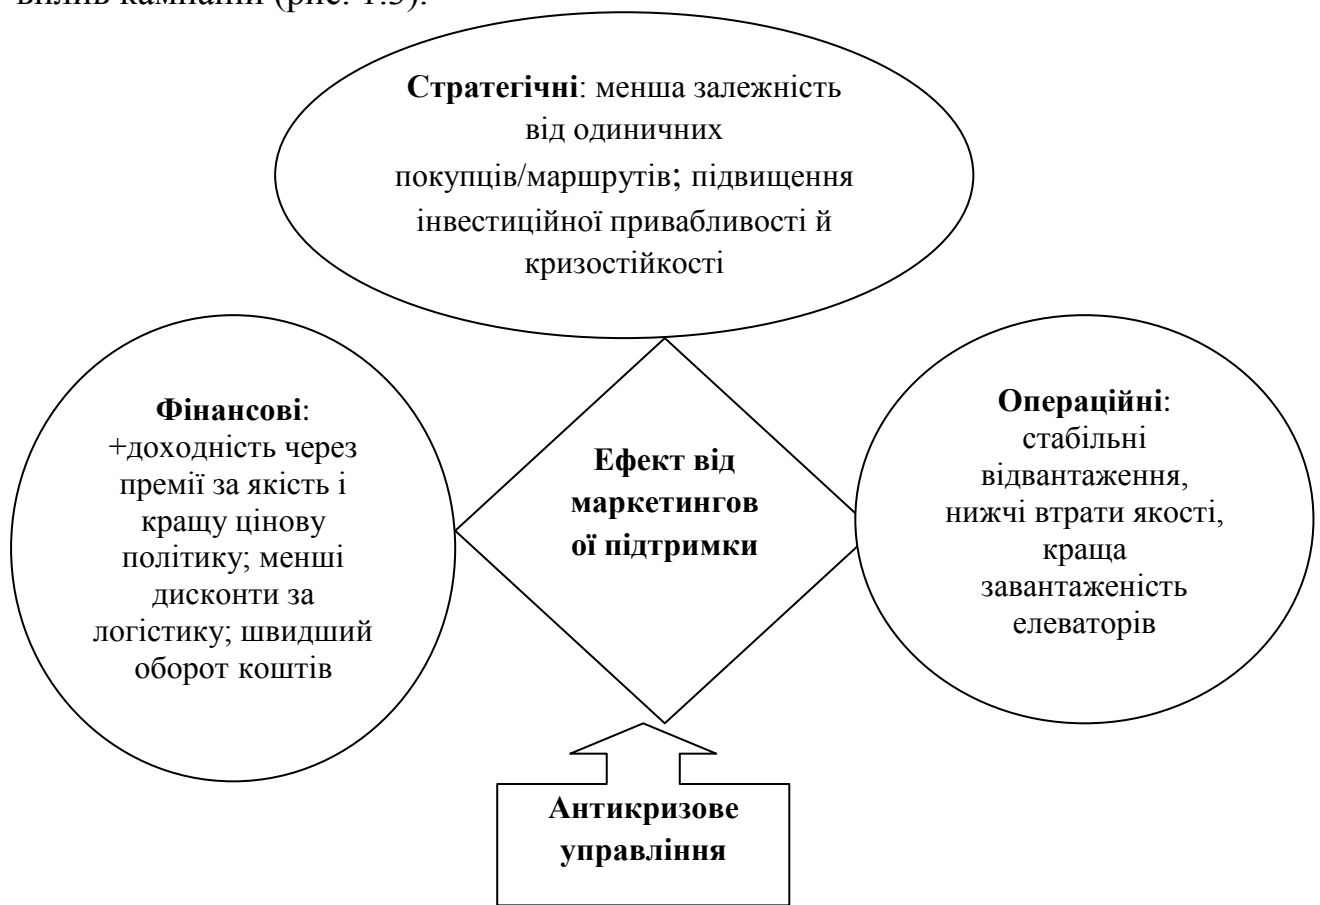 вплив кампаній (рис. 1.3).
Стратегічні: менша залежність
від одиничних
покупців/маршрутів; підвищення
інвестиційної привабливості й
кризостійкості
Фінансові:
+доходність через
премії за якість і
кращу цінову
політику; менші
дисконти за
логістику; швидший
оборот коштів
Ефект від
маркетингов
ої підтримки
Операційні:
стабільні
відвантаження,
нижчі втрати якості,
краща
завантаженість
елеваторів
Антикризове
управління